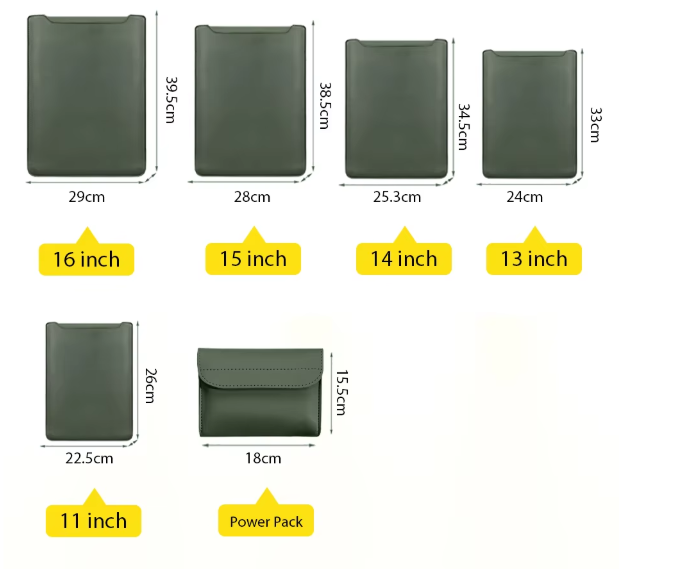 39.5cm
38.5cm
34.5cm
33cm
29cm
28cm
25.3cm
24cm
16 inch
15 inch
14 inch
13 inch
26cm
15.5cm
22.5cm
18cm
11 inch
Power Pack